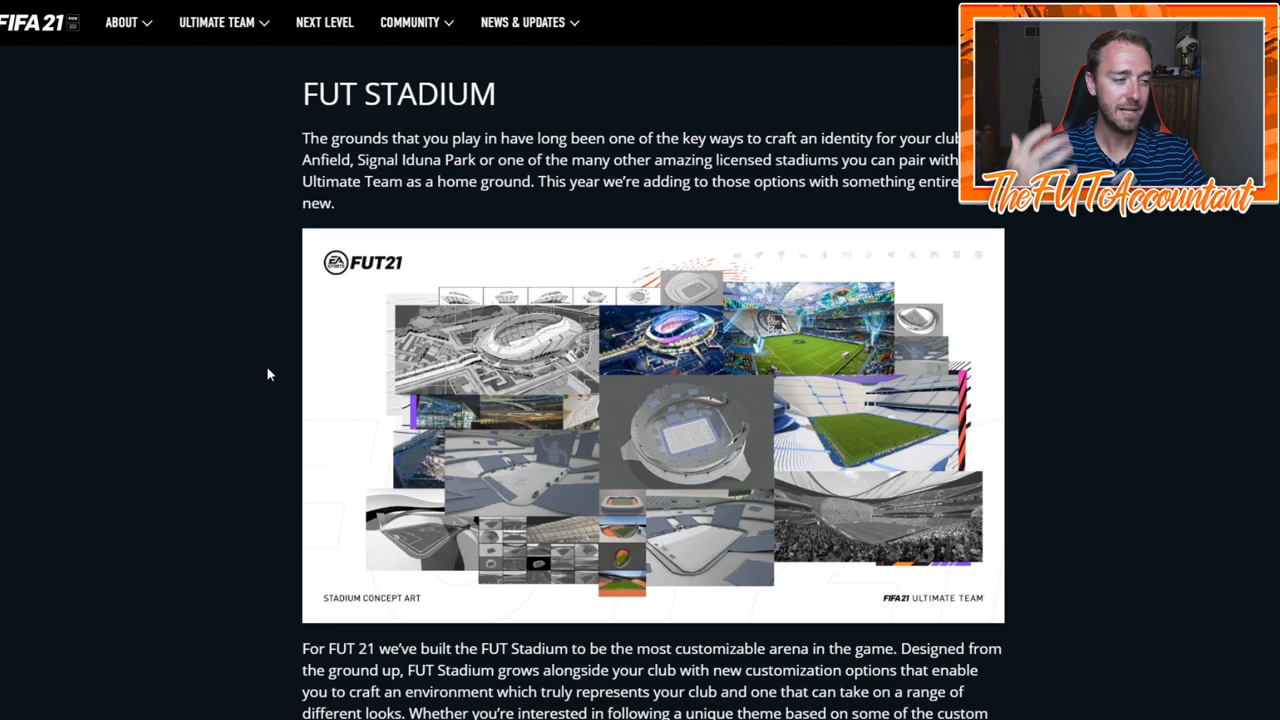 FIFA 21 ABOUT ULTIMATE TEAM NEXT LEVEL COMMUNITY NEWS & UPDATES
TheFUTAccountant
FUT STADIUM
The grounds that you play in have long been one of the key ways to craft an identity for your club
Anfield, Signal Iduna Park or one of the many other amazing licensed stadiums you can pair with
Ultimate Team as a home ground. This year we're adding to those options with something entire
new.
EA SPORTS FUT21
STADIUM CONCEPT ART
FIFA21 ULTIMATE TEAM
For FUT 21 we've built the FUT Stadium to be the most customizable arena in the game. Designed from
the ground up, FUT Stadium grows alongside your club with new customization options that enable
you to craft an environment which truly represents your club and one that can take on a range of
different looks. Whether you're interested in following a unique theme based on some of the custom